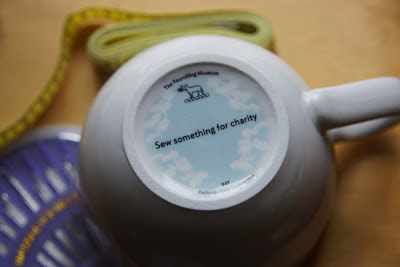 The Foundling Museum
Sew something for charity